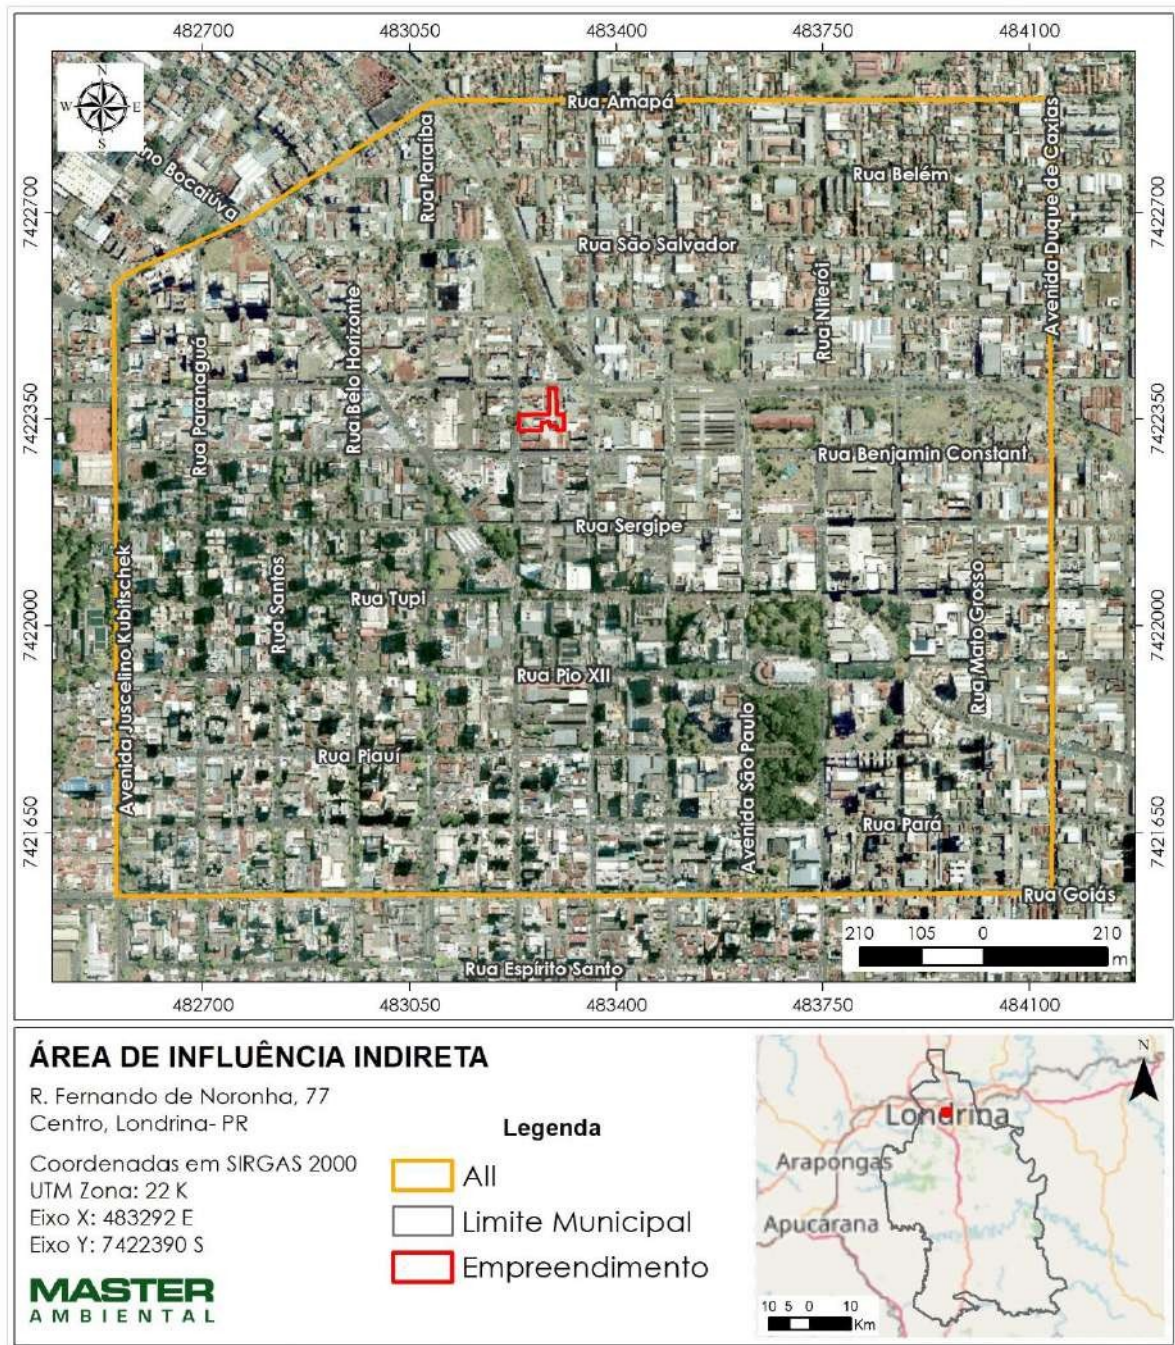 482700 483050 483400 483750 484100
N
W E
S
Rua Amapá
no Bocaiúva
Rua Paraíba
Rua Belém
Avenida Duque de Caxias
7422700
7422700
Rua São Salvador
Rua Niterói
Rua Belo Horizonte
Rua Paranaguá
7422350
7422350
Rua Benjamin Constant
Rua Sergipe
Avenida Juscelino Kubitschek
Rua Santos
Rua Tupi
Rua Mato Grosso
7422000
7422000
Rua Pio XII
Avenida São Paulo
Rua Piauí
7421650
7421650
Rua Pará
Rua Goiás
210 105 0 210
m
Rua Espírito Santo
482700 483050 483400 483750 484100
ÁREA DE INFLUÊNCIA INDIRETA
R. Fernando de Noronha, 77
Centro, Londrina- PR
Coordenadas em SIRGAS 2000
UTM Zona: 22 K
Eixo X: 483292 E
Eixo Y: 7422390 S
MASTER
AMBIENTAL
Legenda
AII
Limite Municipal
Empreendimento
N
Londrina
Arapongas
Apucarana
10 5 0 10
Km